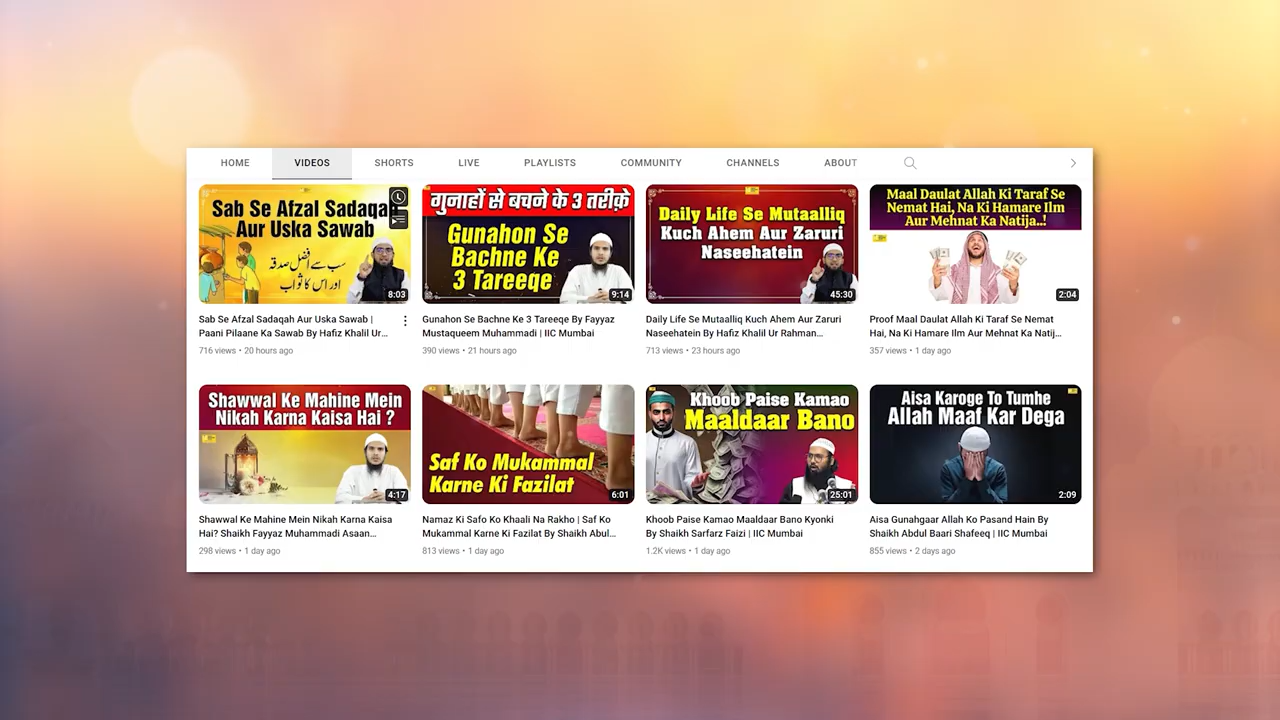 HOME VIDEOS SHORTS LIVE PLAYLISTS COMMUNITY CHANNELS ABOUT
Sab Se Afzal Sadaqah
Aur Uska Sawab
سب سے افضل صدقہ
اور اس کا ثواب
8:03
Sab Se Afzal Sadaqah Aur Uska Sawab |
Paani Pilaane Ka Sawab By Hafiz Khalil Ur...
716 views • 20 hours ago
गुनाहों से बचने के 3 तरीक़े
Gunahon Se
Bachne Ke
3 Tareeqe
9:14
Gunahon Se Bachne Ke 3 Tareeqe By Fayyaz
Mustaqueem Muhammadi | IIC Mumbai
390 views • 21 hours ago
Daily Life Se Mutaalliq
Kuch Ahem Aur Zaruri
Naseehatein
45:30
Daily Life Se Mutaalliq Kuch Ahem Aur Zaruri
Naseehatein By Hafiz Khalil Ur Rahman...
713 views • 23 hours ago
Maal Daulat Allah Ki Taraf Se
Nemat Hai, Na Ki Hamare Ilm
Aur Mehnat Ka Natija..!
2:04
Proof Maal Daulat Allah Ki Taraf Se Nemat
Hai, Na Ki Hamare Ilm Aur Mehnat Ka Natij...
357 views • 1 day ago
Shawwal Ke Mahine Mein
Nikah Karna Kaisa Hai ?
4:17
Shawwal Ke Mahine Mein Nikah Karna Kaisa
Hai? Shaikh Fayyaz Muhammadi Asaan...
298 views • 1 day ago
Saf Ko Mukammal
Karne Ki Fazilat
6:01
Namaz Ki Safo Ko Khaali Na Rakho | Saf Ko
Mukammal Karne Ki Fazilat By Shaikh Abul...
813 views • 1 day ago
Khoob Paise Kamao
Maaldaar Bano
25:01
Khoob Paise Kamao Maaldaar Bano Kyonki
By Shaikh Sarfarz Faizi | IIC Mumbai
1.2K views • 1 day ago
Aisa Karoge To Tumhe
Allah Maaf Kar Dega
2:09
Aisa Gunahgaar Allah Ko Pasand Hain By
Shaikh Abdul Baari Shafeeq | IIC Mumbai
855 views • 2 days ago